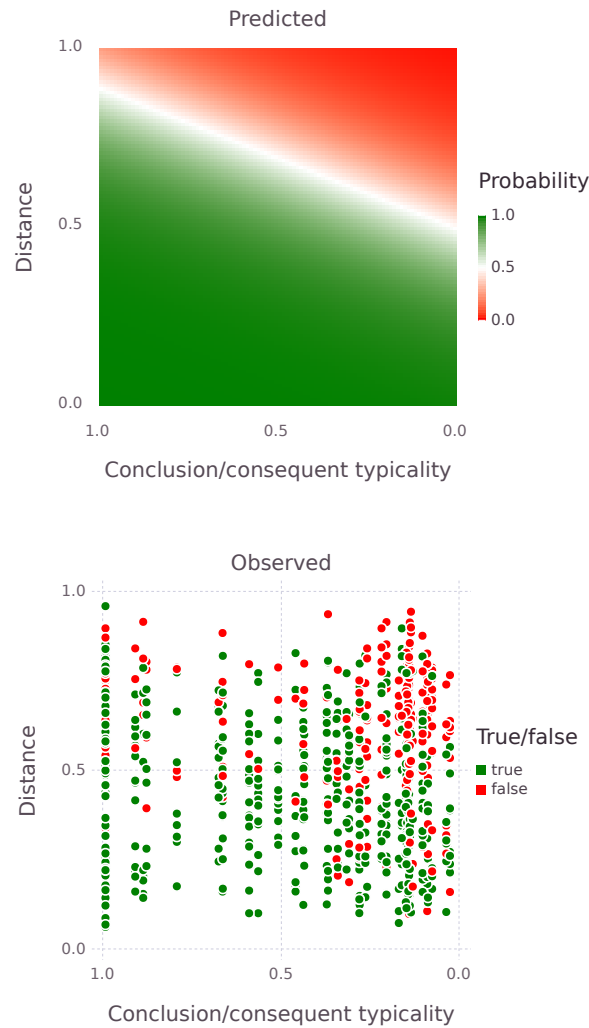 Predicted
1.0
Distance
0.5
0.0
1.0 0.5 0.0
Conclusion/consequent typicality
Probability
1.0
0.5
0.0
Observed
1.0
Distance
0.5
0.0
1.0 0.5 0.0
Conclusion/consequent typicality
True/false
true
false